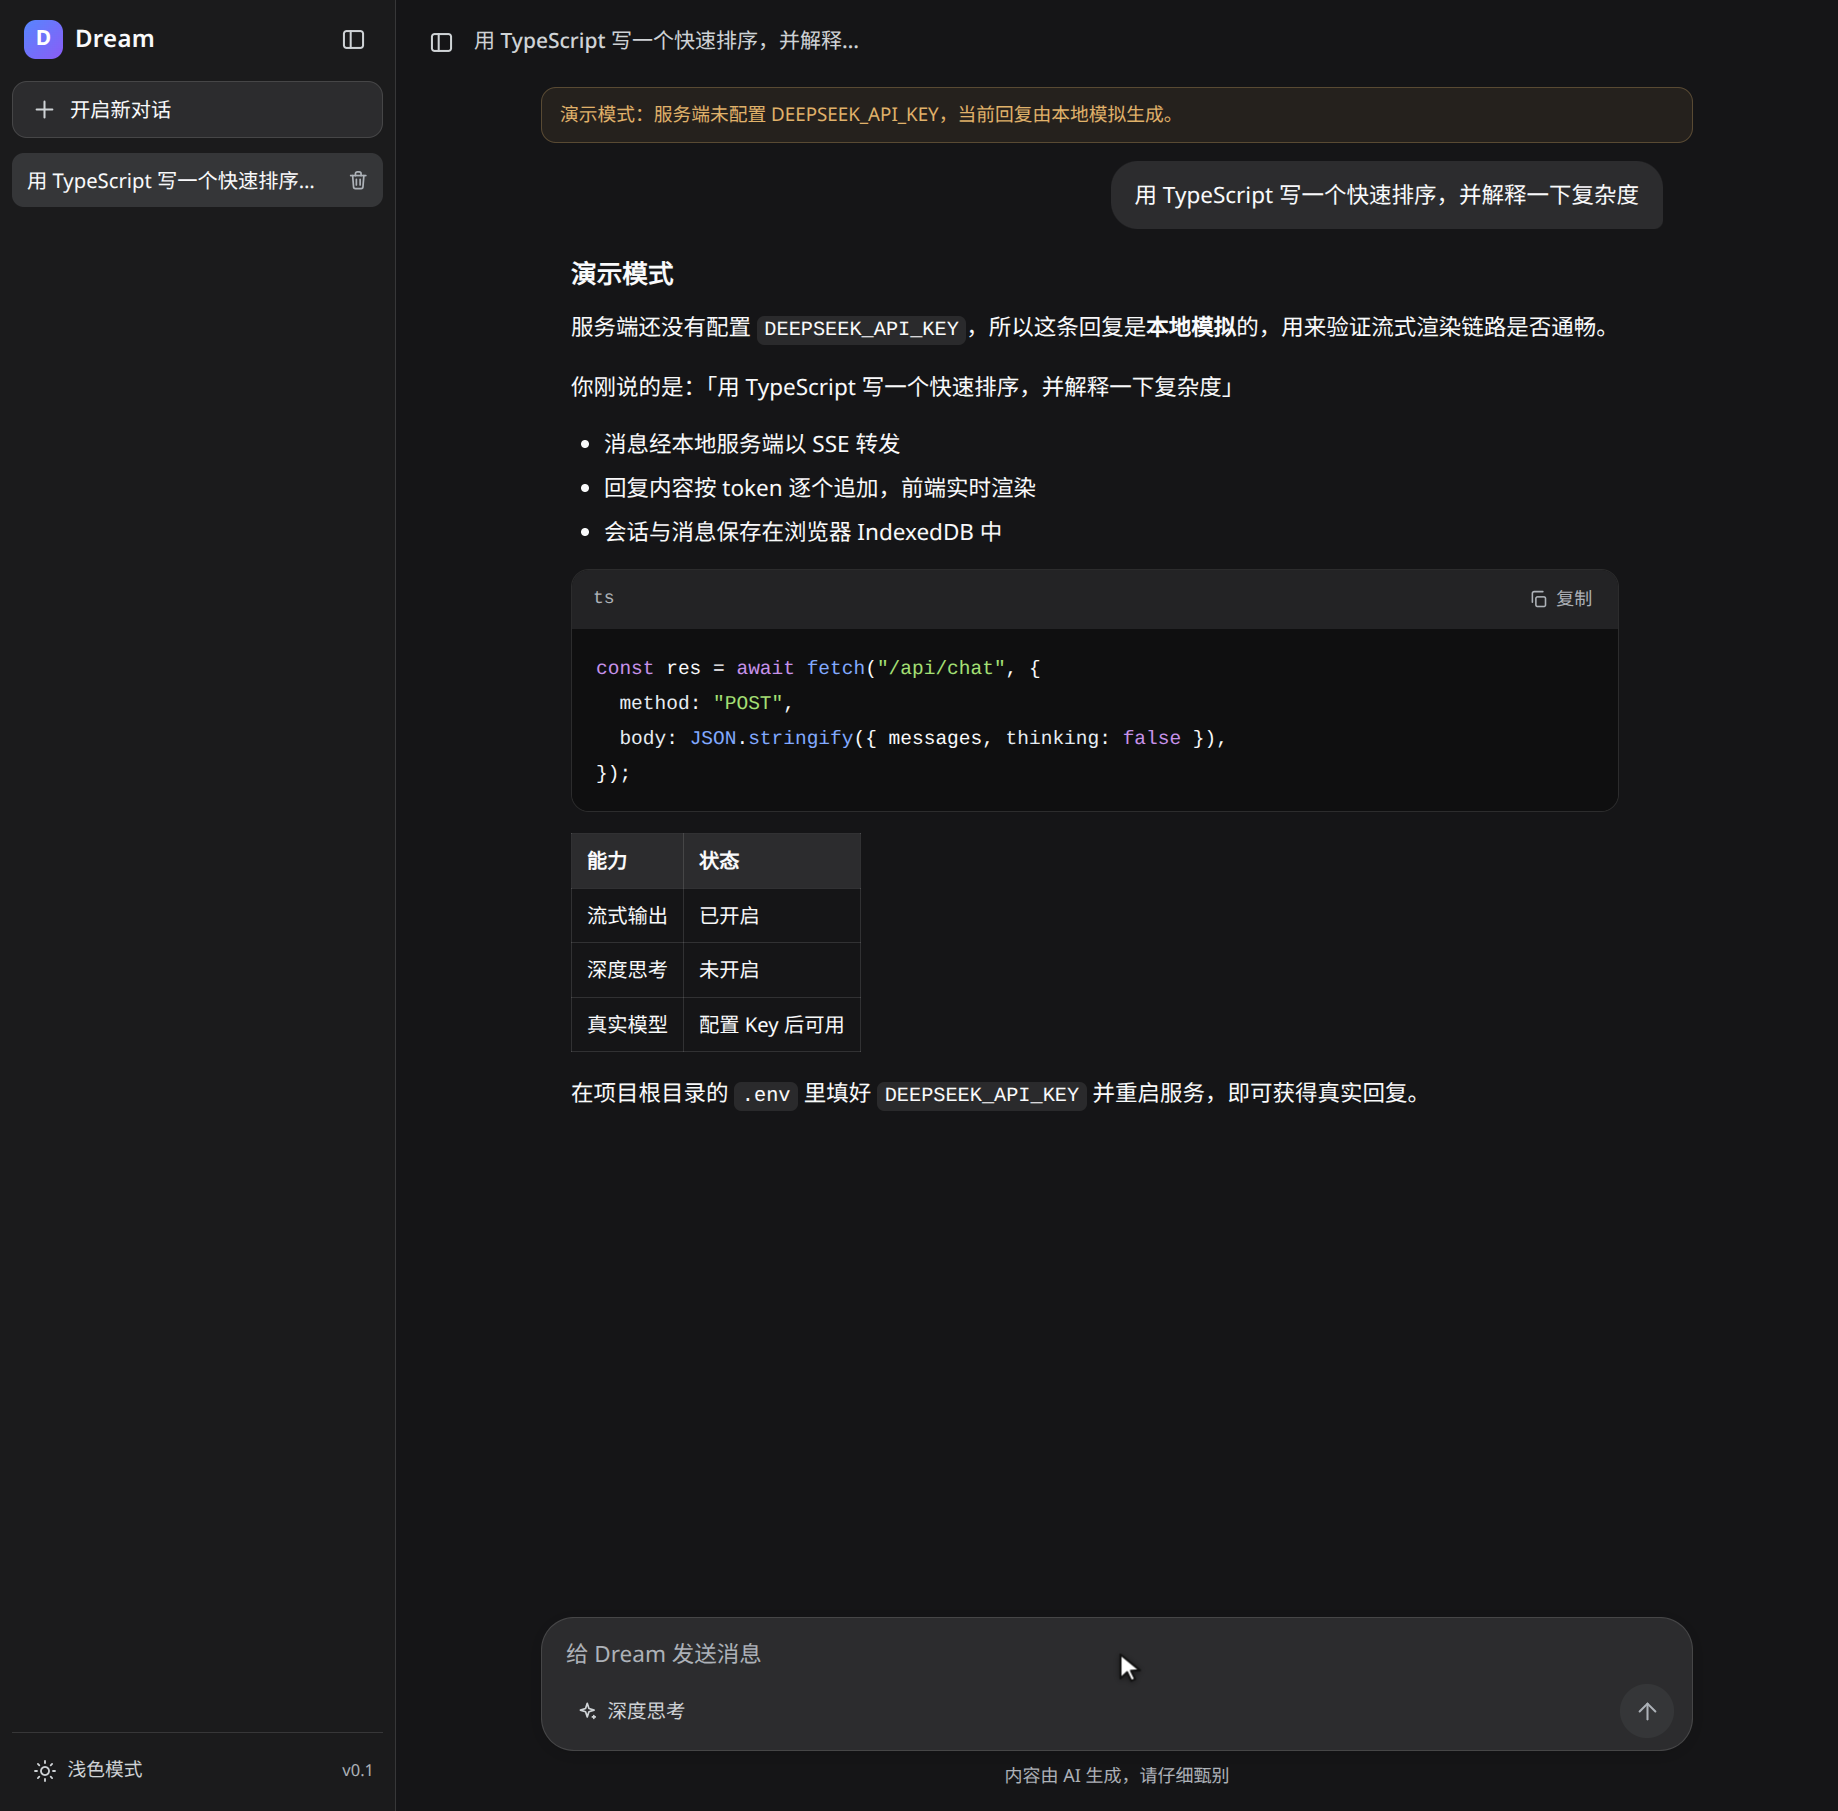 D Dream
开启新对话
用 TypeScript 写一个快速排序...
浅色模式
v0.1
用 TypeScript 写一个快速排序，并解释...
演示模式：服务端未配置 DEEPSEEK_API_KEY，当前回复由本地模拟生成。
用 TypeScript 写一个快速排序，并解释一下复杂度
演示模式
服务端还没有配置 DEEPSEEK_API_KEY，所以这条回复是本地模拟的，用来验证流式渲染链路是否通畅。
你刚说的是：「用 TypeScript 写一个快速排序，并解释一下复杂度」
• 消息经本地服务端以 SSE 转发
• 回复内容按 token 逐个追加，前端实时渲染
• 会话与消息保存在浏览器 IndexedDB 中
ts
复制
const res = await fetch("/api/chat", {
  method: "POST",
  body: JSON.stringify({ messages, thinking: false }),
});
能力 状态
流式输出 已开启
深度思考 未开启
真实模型 配置 Key 后可用
在项目根目录的 .env 里填好 DEEPSEEK_API_KEY 并重启服务，即可获得真实回复。
给 Dream 发送消息
深度思考
内容由 AI 生成，请仔细甄别